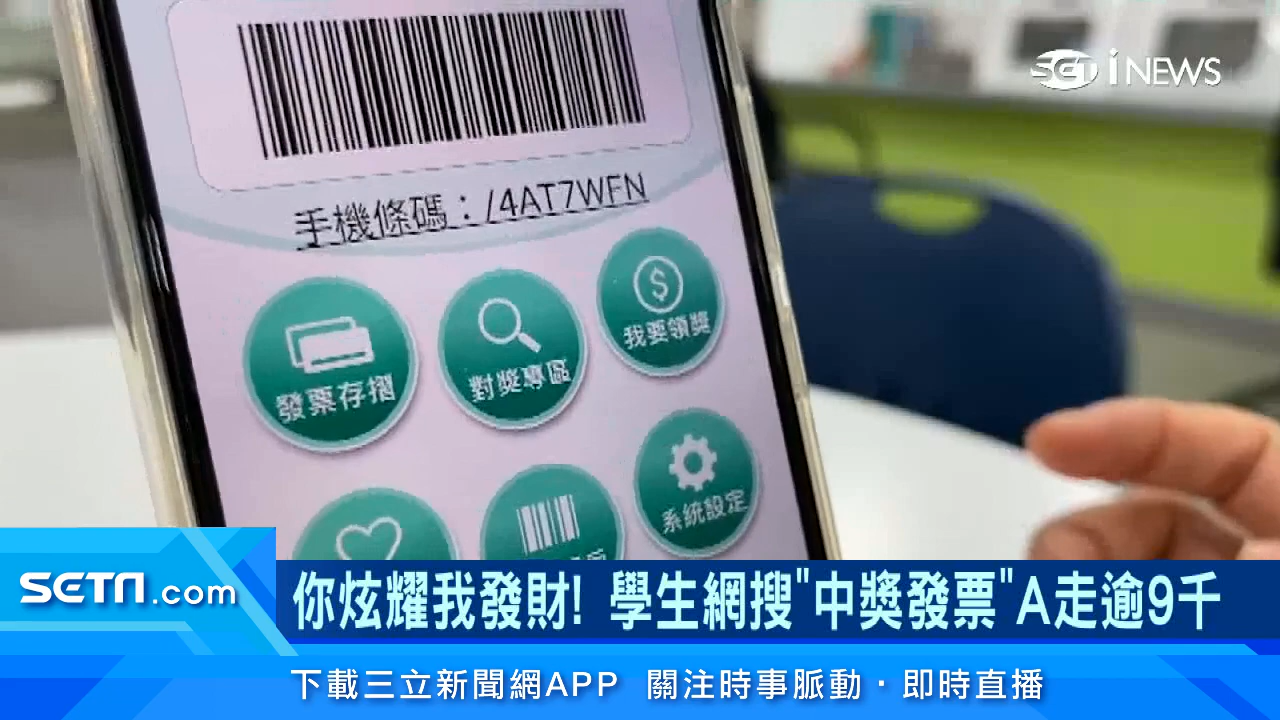 SETi NEWS
手機條碼：/4AT7WFN
發票存摺
對獎專區
我要領獎
系統設定
SETN.com
你炫耀我發財! 學生網搜"中獎發票"A走逾9千
下載三立新聞網APP 關注時事脈動·即時直播